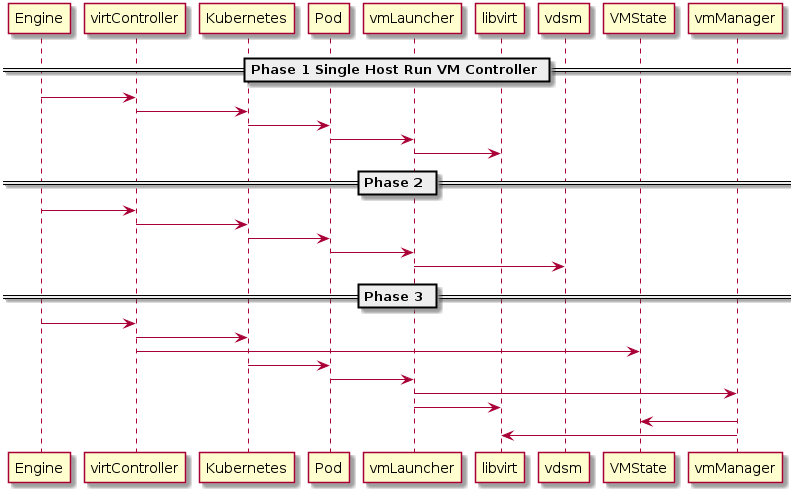 Engine virtController Kubernetes Pod vmLauncher libvirt vdsm VMState vmManager
Phase 1 Single Host Run VM Controller
Phase 2
Phase 3
Engine virtController Kubernetes Pod vmLauncher libvirt vdsm VMState vmManager